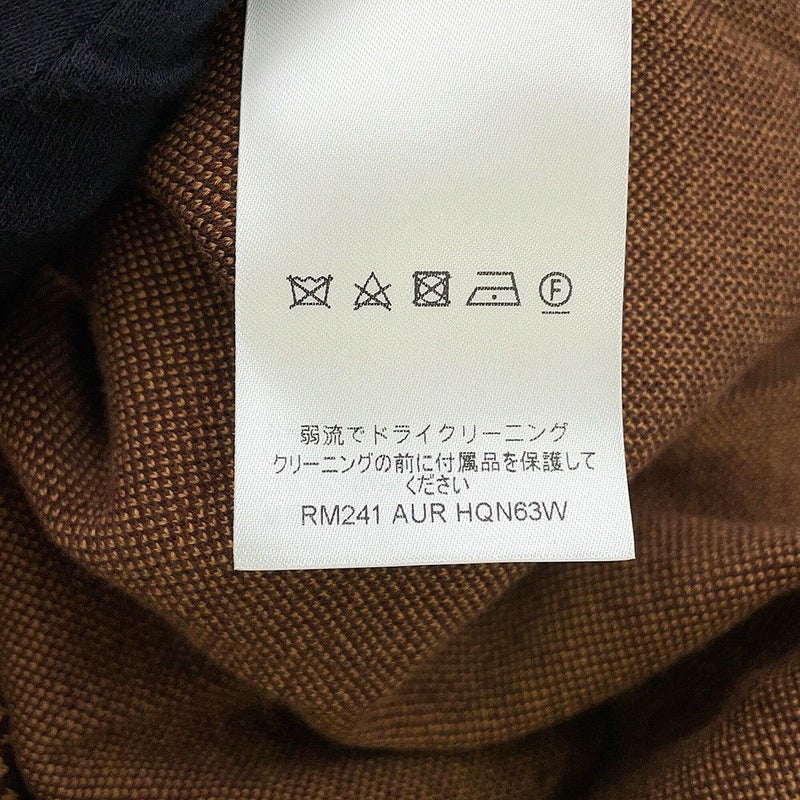 F
弱流でドライクリーニング
クリーニングの前に付属品を保護して
ください
RM241 AUR HQN63W